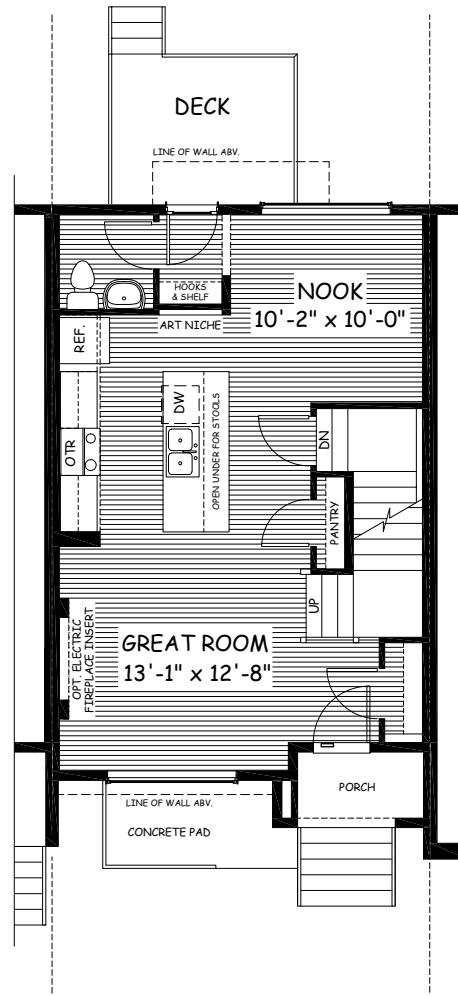 DECK
LINE OF WALL ABV.
HOOKS
& SHELF
NOOK
10'-2" x 10'-0"
ART NICHE
REF.
DW
OPEN UNDER FOR STOOLS
OTR
DN
PANTRY
UP
GREAT ROOM
13'-1" x 12'-8"
OPT. ELECTRIC
FIREPLACE INSERT
PORCH
LINE OF WALL ABV.
CONCRETE PAD